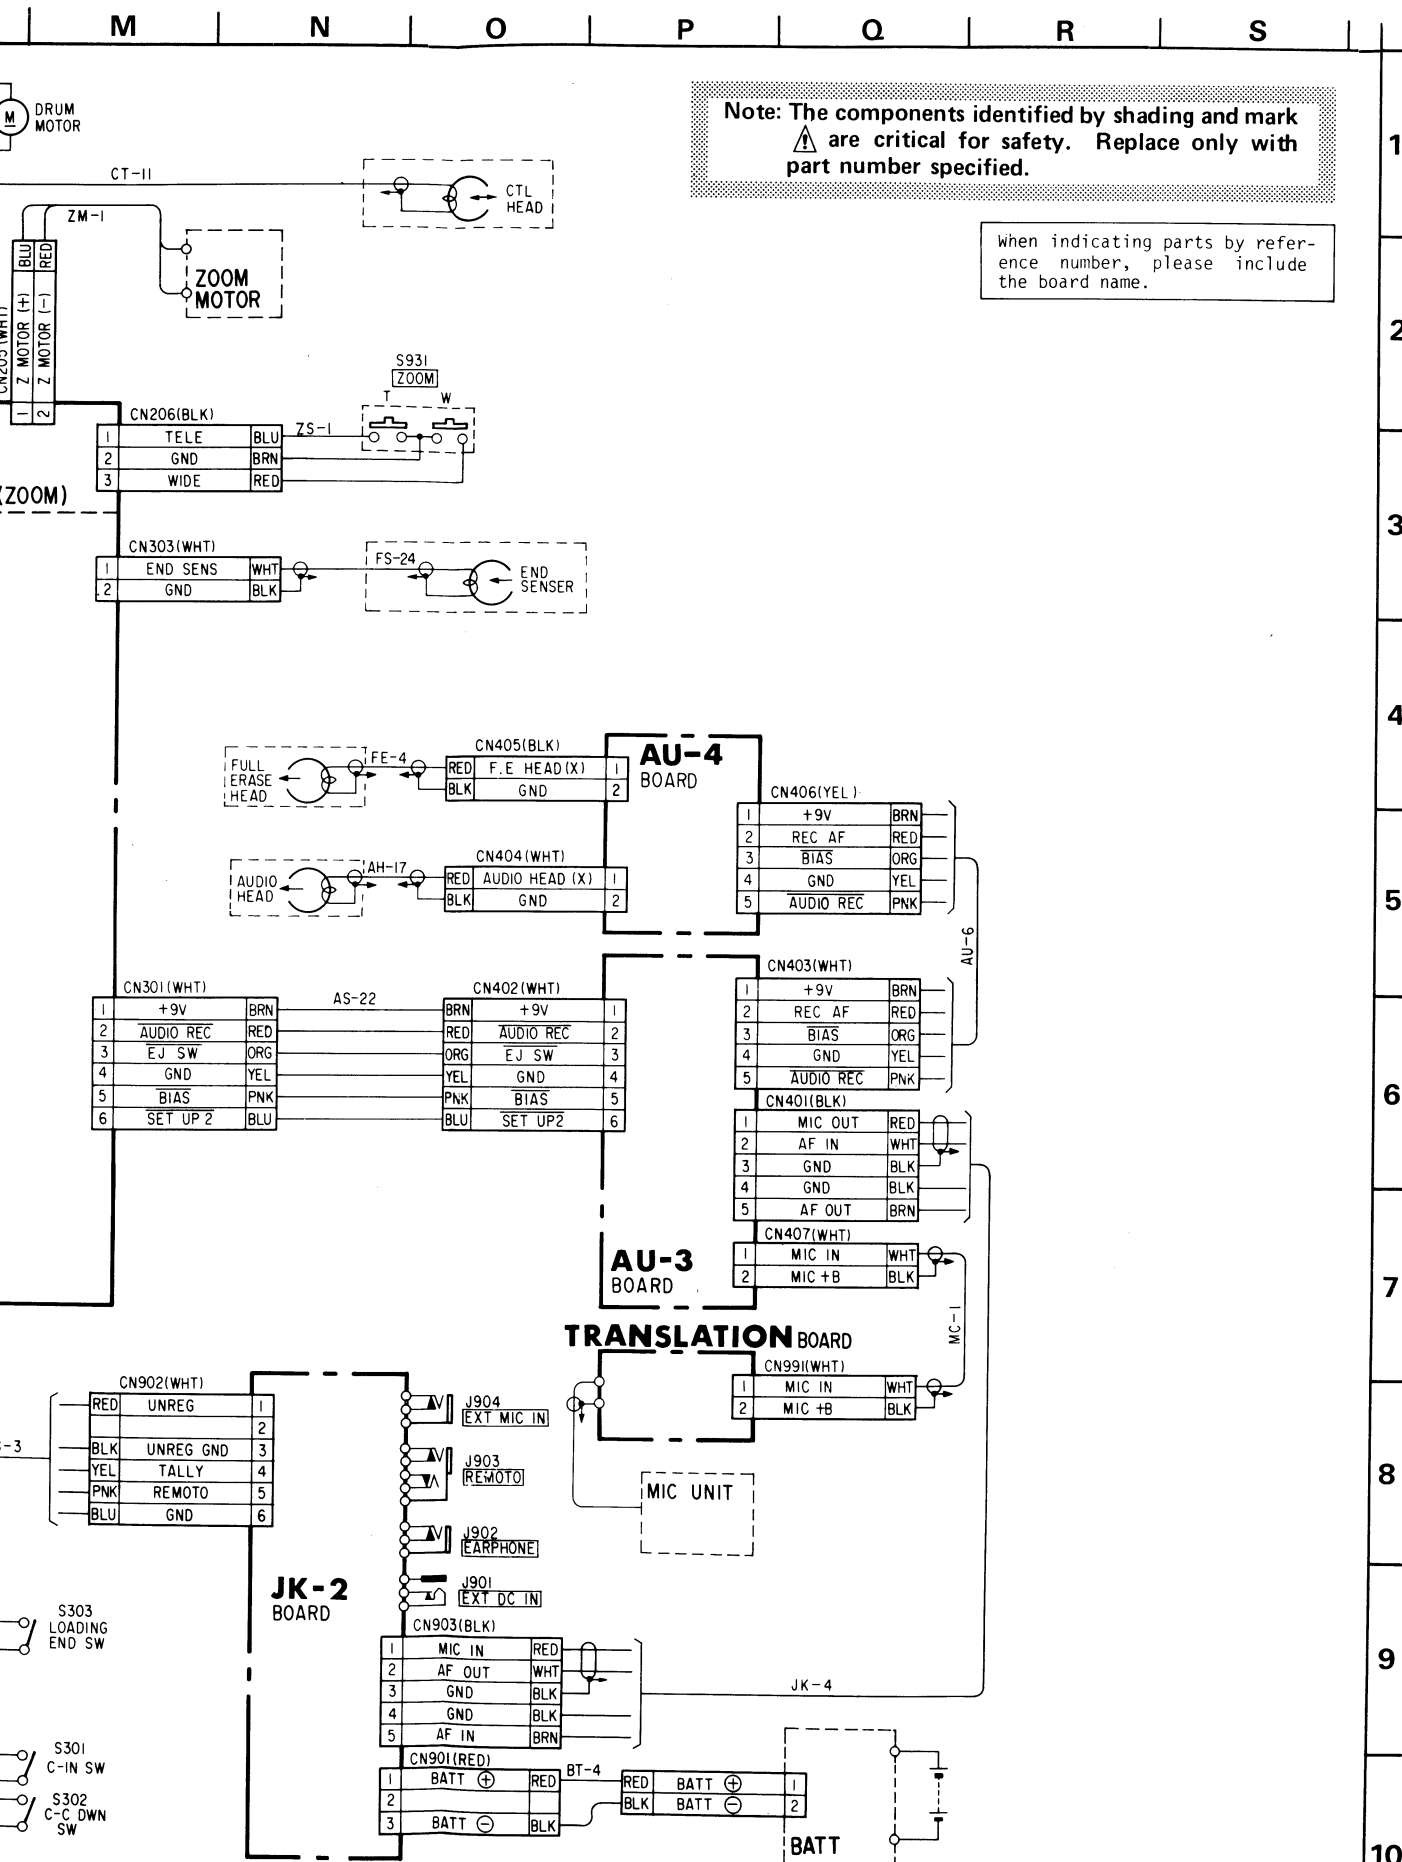 M N O P Q R S
1
2
3
4
5
6
7
8
9
10
M
DRUM
MOTOR
Note: The components identified by shading and mark
⚠ are critical for safety. Replace only with
part number specified.
When indicating parts by refer-
ence number, please include
the board name.
CT-11
CTL
HEAD
ZM-1
BLU
RED
Z MOTOR (+)
Z MOTOR (-)
1
2
CN205(WHT)
ZOOM
MOTOR
S931
ZOOM
T W
CN206(BLK)
1 TELE BLU
2 GND BRN
3 WIDE RED
ZS-1
(ZOOM)
CN303(WHT)
1 END SENS WHT
2 GND BLK
FS-24
END
SENSER
FULL
ERASE
HEAD
FE-4
CN405(BLK)
RED F.E HEAD(X) 1
BLK GND 2
AU-4
BOARD
CN406(YEL)
1 +9V BRN
2 REC AF RED
3 BIAS ORG
4 GND YEL
5 AUDIO REC PNK
AUDIO
HEAD
AH-17
CN404(WHT)
RED AUDIO HEAD (X) 1
BLK GND 2
AU-6
CN301(WHT)
1 +9V BRN
2 AUDIO REC RED
3 EJ SW ORG
4 GND YEL
5 BIAS PNK
6 SET UP 2 BLU
AS-22
CN402(WHT)
BRN +9V 1
RED AUDIO REC 2
ORG EJ SW 3
YEL GND 4
PNK BIAS 5
BLU SET UP2 6
CN403(WHT)
1 +9V BRN
2 REC AF RED
3 BIAS ORG
4 GND YEL
5 AUDIO REC PNK
CN401(BLK)
1 MIC OUT RED
2 AF IN WHT
3 GND BLK
4 GND BLK
5 AF OUT BRN
CN407(WHT)
1 MIC IN WHT
2 MIC +B BLK
AU-3
BOARD
MC-1
TRANSLATION BOARD
CN991(WHT)
1 MIC IN WHT
2 MIC +B BLK
MIC UNIT
CN902(WHT)
RED UNREG 1
2
BLK UNREG GND 3
YEL TALLY 4
PNK REMOTO 5
BLU GND 6
-3
J904
EXT MIC IN
J903
REMOTO
J902
EARPHONE
J901
EXT DC IN
JK-2
BOARD
S303
LOADING
END SW
CN903(BLK)
1 MIC IN RED
2 AF OUT WHT
3 GND BLK
4 GND BLK
5 AF IN BRN
JK-4
S301
C-IN SW
S302
C-C DWN
SW
CN901(RED)
1 BATT ⊕ RED
2
3 BATT ⊖ BLK
BT-4
RED BATT ⊕ 1
BLK BATT ⊖ 2
BATT